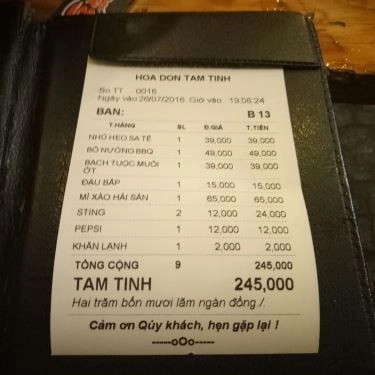 HOA DON TAM TINH
So TT 0016
Ngày vào 26/07/2016 Giờ vào 19:06:24
BAN: B 13
T.HÀNG SL Đ.GIÁ T.TIỀN
NHŨ HEO SA TẾ 1 39,000 39,000
BÒ NƯỚNG BBQ 1 49,000 49,000
BẠCH TUỘC MUỐI 1 39,000 39,000
ỚT
ĐẬU BẮP 1 15,000 15,000
MÌ XÀO HẢI SẢN 1 65,000 65,000
STING 2 12,000 24,000
PEPSI 1 12,000 12,000
KHĂN LẠNH 1 2,000 2,000
TỔNG CỘNG 9 245,000
TAM TINH 245,000
Hai trăm bốn mươi lăm ngàn đồng./.
Cảm ơn Qúy khách, hẹn gặp lại !
-----oOo-----